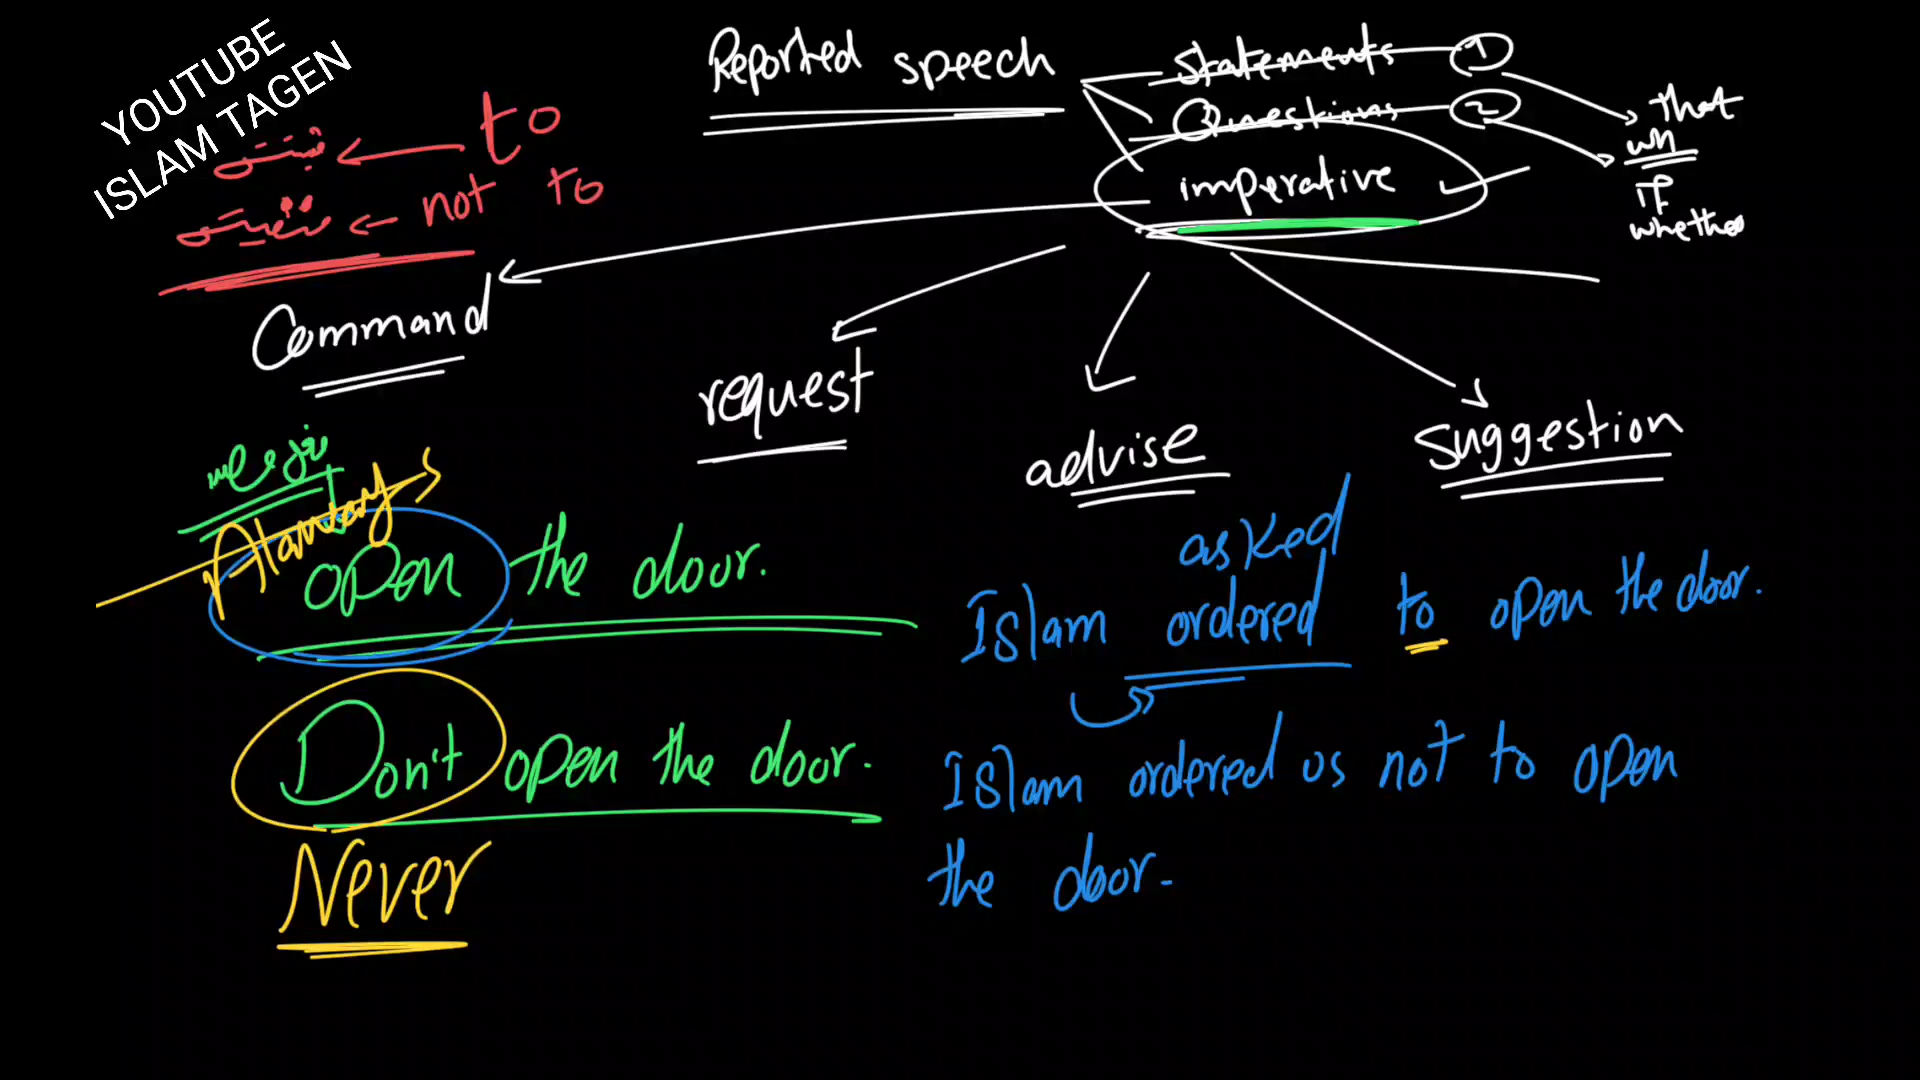 YOUTUBE
ISLAM TAGEN
Reported speech
statements 1
Questions 2
imperative
that
wh
if
whether
to
not to
Command
request
advise
suggestion
open the door.
asked
Islam ordered to open the door.
Don't open the door.
Islam ordered us not to open
the door.
Never